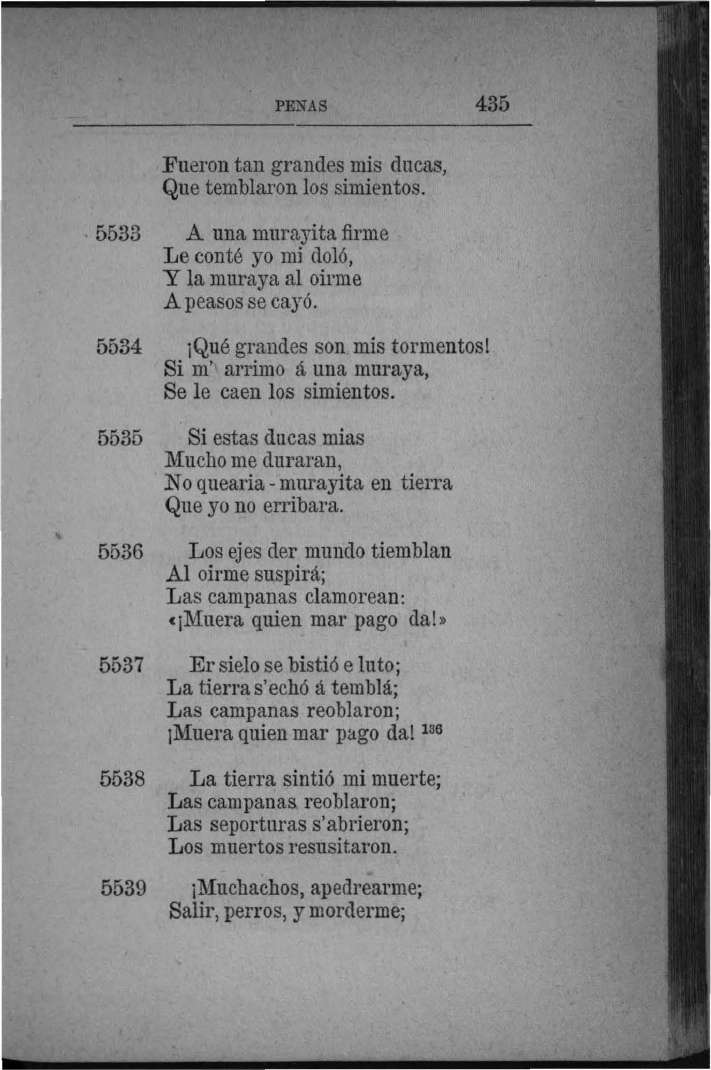 PENAS 435
Fueron tan grandes mis ducas,
Que temblaron los simientos.
5533 A una murayita firme
Le conté yo mi doló,
Y la muraya al oirme
A peasos se cayó.
5534 ¡Qué grandes son mis tormentos!
Si m' arrimo á una muraya,
Se le caen los simientos.
5535 Si estas ducas mias
Mucho me duraran,
No quearia - murayita en tierra
Que yo no erribara.
5536 Los ejes der mundo tiemblan
Al oirme suspirá;
Las campanas clamorean:
«¡Muera quien mar pago da!»
5537 Er sielo se bistió e luto;
La tierra s'echó á temblá;
Las campanas reoblaron;
¡Muera quien mar pago da! 136
5538 La tierra sintió mi muerte;
Las campanas reoblaron;
Las seporturas s'abrieron;
Los muertos resusitaron.
5539 ¡Muchachos, apedrearme;
Salir, perros, y morderme;